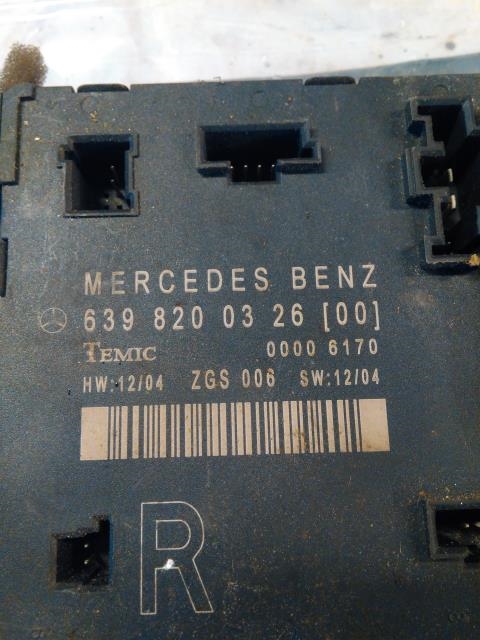 MERCEDES BENZ
639 820 03 26 [00]
TEMIC 0000 6170
HW:12/04 ZGS 006 SW:12/04
R